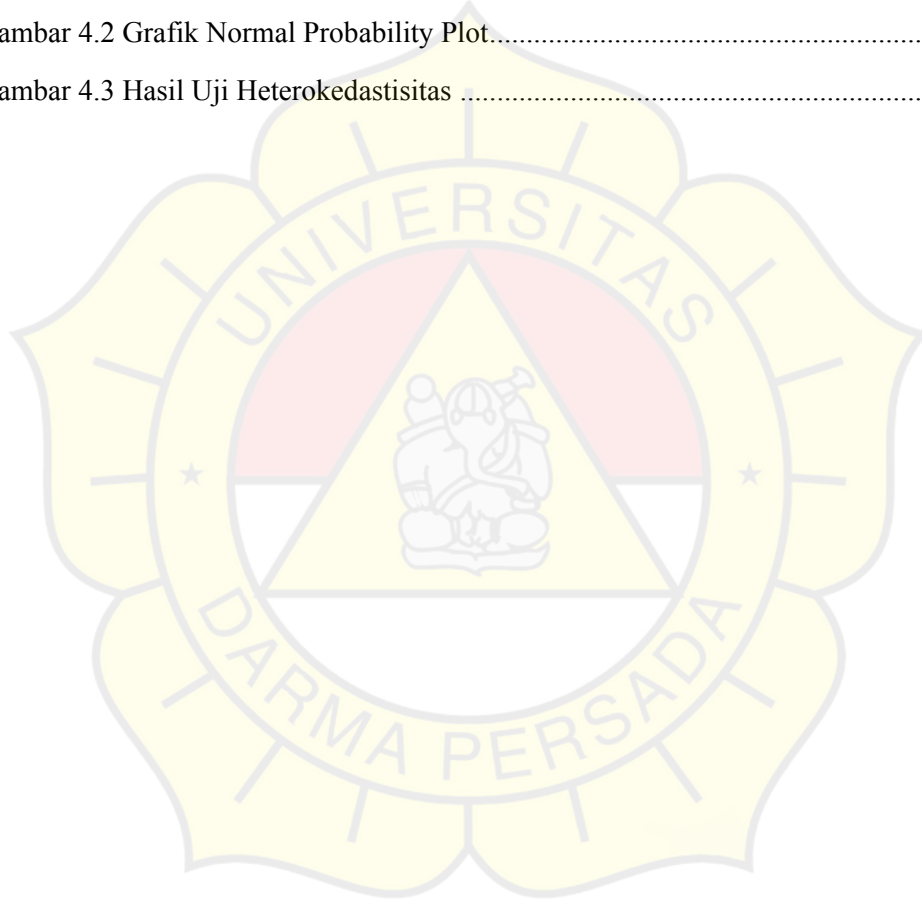 ambar 4.2 Grafik Normal Probability Plot..........................................................
ambar 4.3 Hasil Uji Heterokedastisitas ..............................................................
UNIVERSITAS
DARMA PERSADA